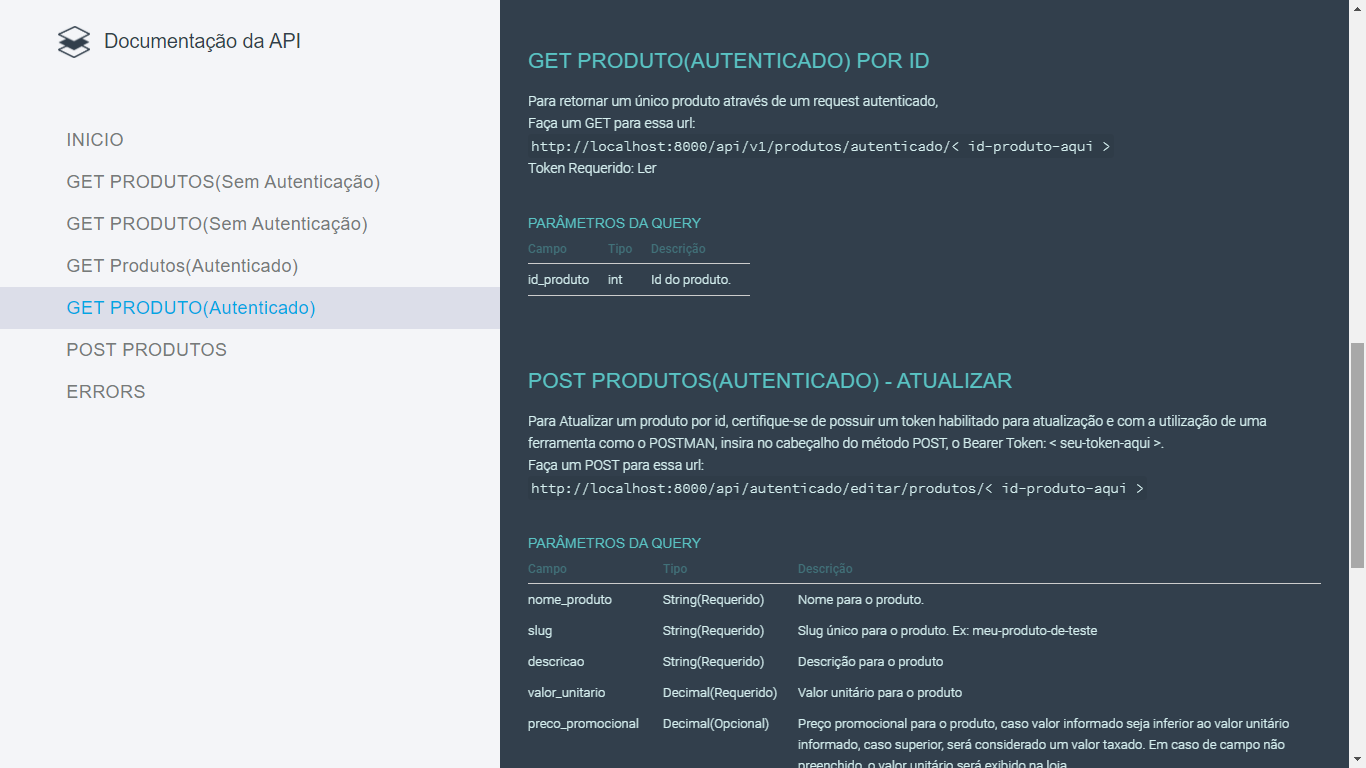 Documentação da API
INICIO
GET PRODUTOS(Sem Autenticação)
GET PRODUTO(Sem Autenticação)
GET Produtos(Autenticado)
GET PRODUTO(Autenticado)
POST PRODUTOS
ERRORS
GET PRODUTO(AUTENTICADO) POR ID
Para retornar um único produto através de um request autenticado,
Faça um GET para essa url:
http://localhost:8000/api/v1/produtos/autenticado/< id-produto-aqui >
Token Requerido: Ler
PARÂMETROS DA QUERY
Campo Tipo Descrição
id_produto int Id do produto.
POST PRODUTOS(AUTENTICADO) - ATUALIZAR
Para Atualizar um produto por id, certifique-se de possuir um token habilitado para atualização e com a utilização de uma
ferramenta como o POSTMAN, insira no cabeçalho do método POST, o Bearer Token: < seu-token-aqui >.
Faça um POST para essa url:
http://localhost:8000/api/autenticado/editar/produtos/< id-produto-aqui >
PARÂMETROS DA QUERY
Campo Tipo Descrição
nome_produto String(Requerido) Nome para o produto.
slug String(Requerido) Slug único para o produto. Ex: meu-produto-de-teste
descricao String(Requerido) Descrição para o produto
valor_unitario Decimal(Requerido) Valor unitário para o produto
preco_promocional Decimal(Opcional) Preço promocional para o produto, caso valor informado seja inferior ao valor unitário
informado, caso superior, será considerado um valor taxado. Em caso de campo não
preenchido, o valor unitário será exibido na loja